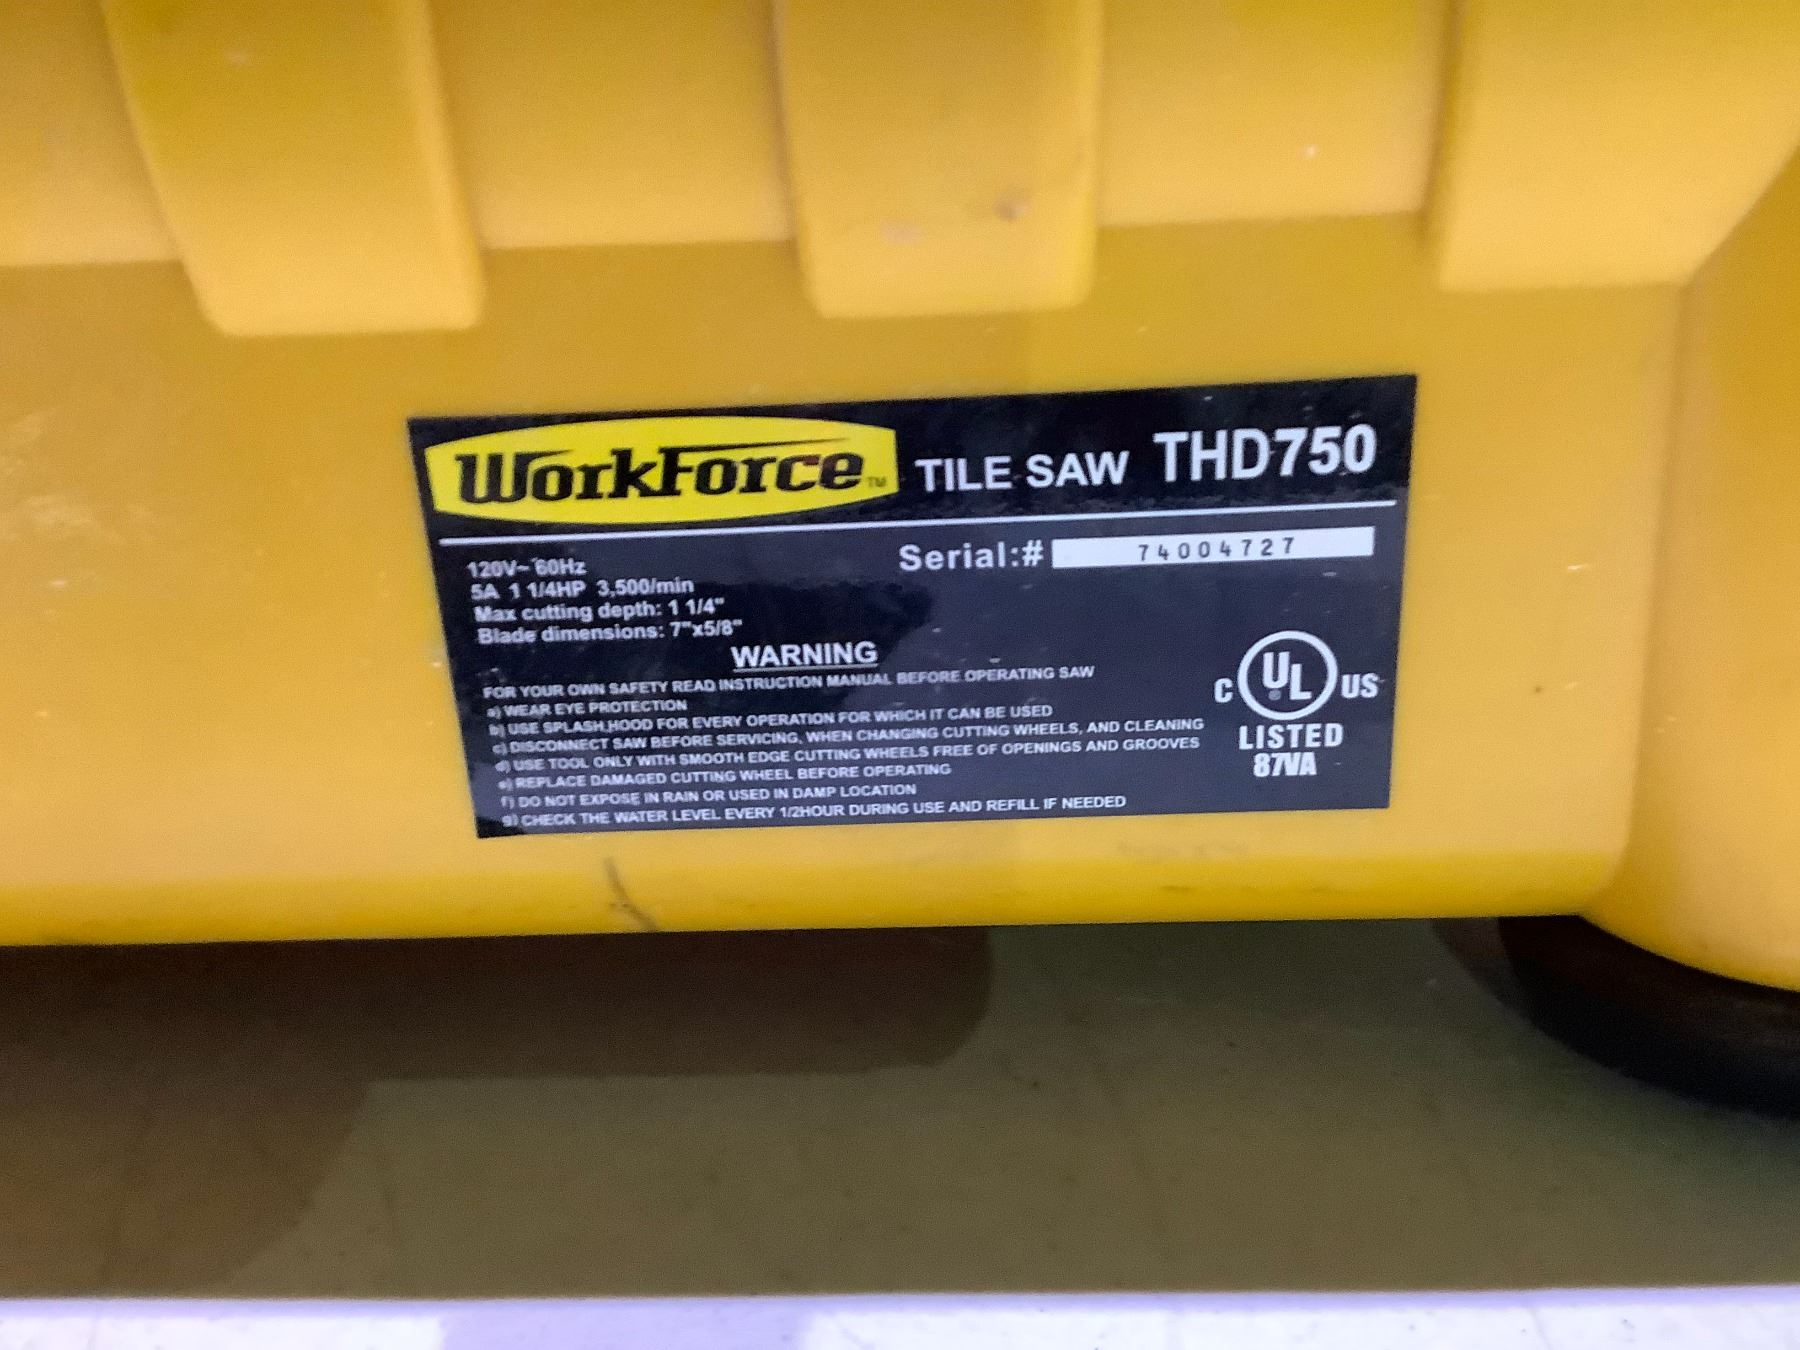 WorkForce™ TILE SAW THD750
Serial:# 74004727
120V~ 60Hz
5A 1 1/4HP 3,500/min
Max cutting depth: 1 1/4"
Blade dimensions: 7"x5/8"
WARNING
FOR YOUR OWN SAFETY READ INSTRUCTION MANUAL BEFORE OPERATING SAW
a) WEAR EYE PROTECTION
b) USE SPLASH HOOD FOR EVERY OPERATION FOR WHICH IT CAN BE USED
c) DISCONNECT SAW BEFORE SERVICING, WHEN CHANGING CUTTING WHEELS, AND CLEANING
d) USE TOOL ONLY WITH SMOOTH EDGE CUTTING WHEELS FREE OF OPENINGS AND GROOVES
e) REPLACE DAMAGED CUTTING WHEEL BEFORE OPERATING
f) DO NOT EXPOSE IN RAIN OR USED IN DAMP LOCATION
g) CHECK THE WATER LEVEL EVERY 1/2HOUR DURING USE AND REFILL IF NEEDED
C UL® US
LISTED
87VA